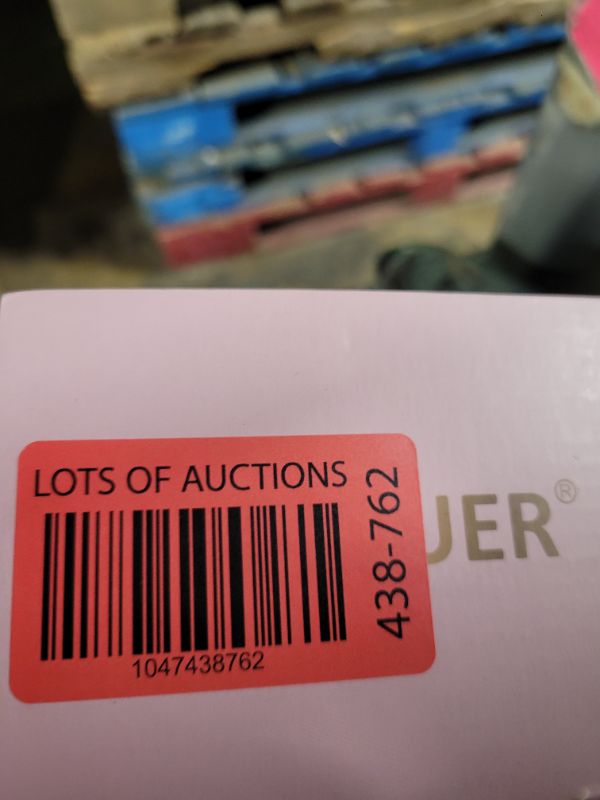 LOTS OF AUCTIONS
438-762
1047438762
UER®